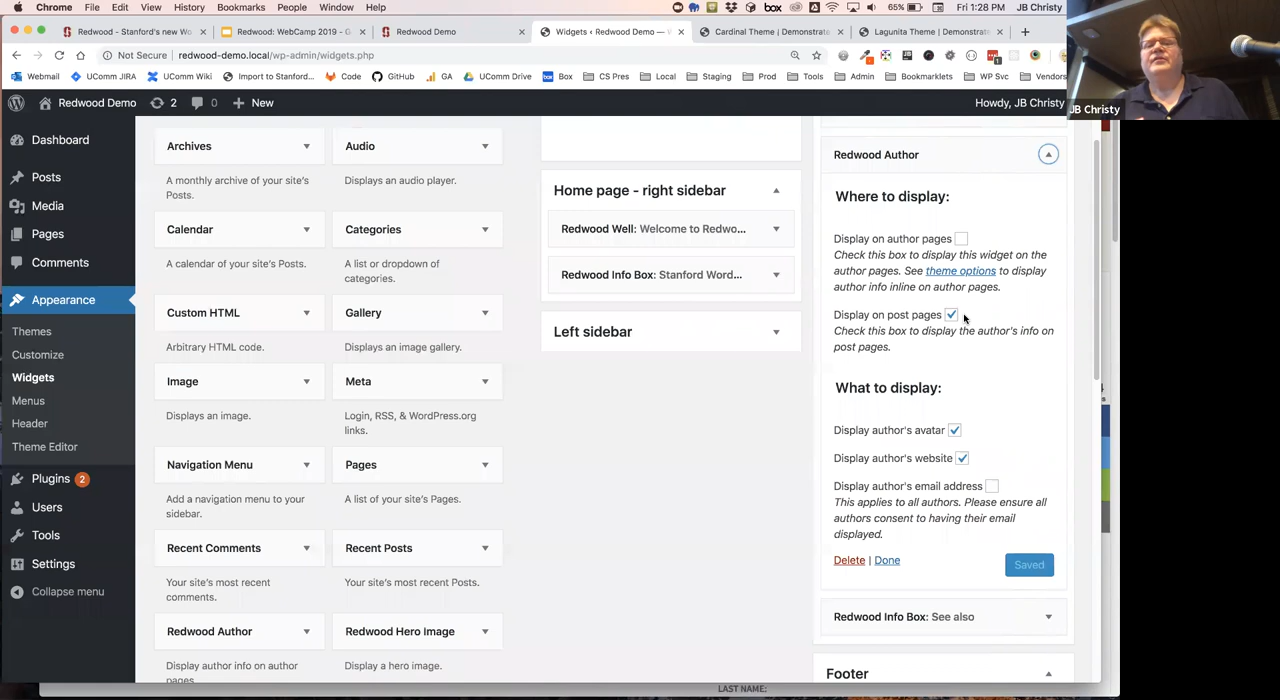 Chrome File Edit View History Bookmarks People Window Help
box 65% Fri 1:28 PM JB Christy
Redwood - Stanford's new Wo
Redwood: WebCamp 2019 - G
Redwood Demo
Widgets ‹ Redwood Demo —
Cardinal Theme | Demonstrate
Lagunita Theme | Demonstrat
Not Secure redwood-demo.local/wp-admin/widgets.php
Webmail UComm JIRA UComm Wiki Import to Stanford... Code GitHub GA UComm Drive box Box CS Pres Local Staging Prod Tools Admin Bookmarklets WP Svc Vendors
JB Christy
Redwood Demo 2 0 New Howdy, JB Christy
Dashboard
Posts
Media
Pages
Comments
Appearance
Themes
Customize
Widgets
Menus
Header
Theme Editor
Plugins 2
Users
Tools
Settings
Collapse menu
Archives
A monthly archive of your site's
Posts.
Audio
Displays an audio player.
Calendar
A calendar of your site's Posts.
Categories
A list or dropdown of
categories.
Custom HTML
Arbitrary HTML code.
Gallery
Displays an image gallery.
Image
Displays an image.
Meta
Login, RSS, & WordPress.org
links.
Navigation Menu
Add a navigation menu to your
sidebar.
Pages
A list of your site's Pages.
Recent Comments
Your site's most recent
comments.
Recent Posts
Your site's most recent Posts.
Redwood Author
Display author info on author
pages.
Redwood Hero Image
Display a hero image.
Home page - right sidebar
Redwood Well: Welcome to Redwo...
Redwood Info Box: Stanford Word...
Left sidebar
Redwood Author
Where to display:
Display on author pages
Check this box to display this widget on the
author pages. See theme options to display
author info inline on author pages.
Display on post pages
Check this box to display the author's info on
post pages.
What to display:
Display author's avatar
Display author's website
Display author's email address
This applies to all authors. Please ensure all
authors consent to having their email
displayed.
Delete | Done Saved
Redwood Info Box: See also
Footer
LAST NAME: